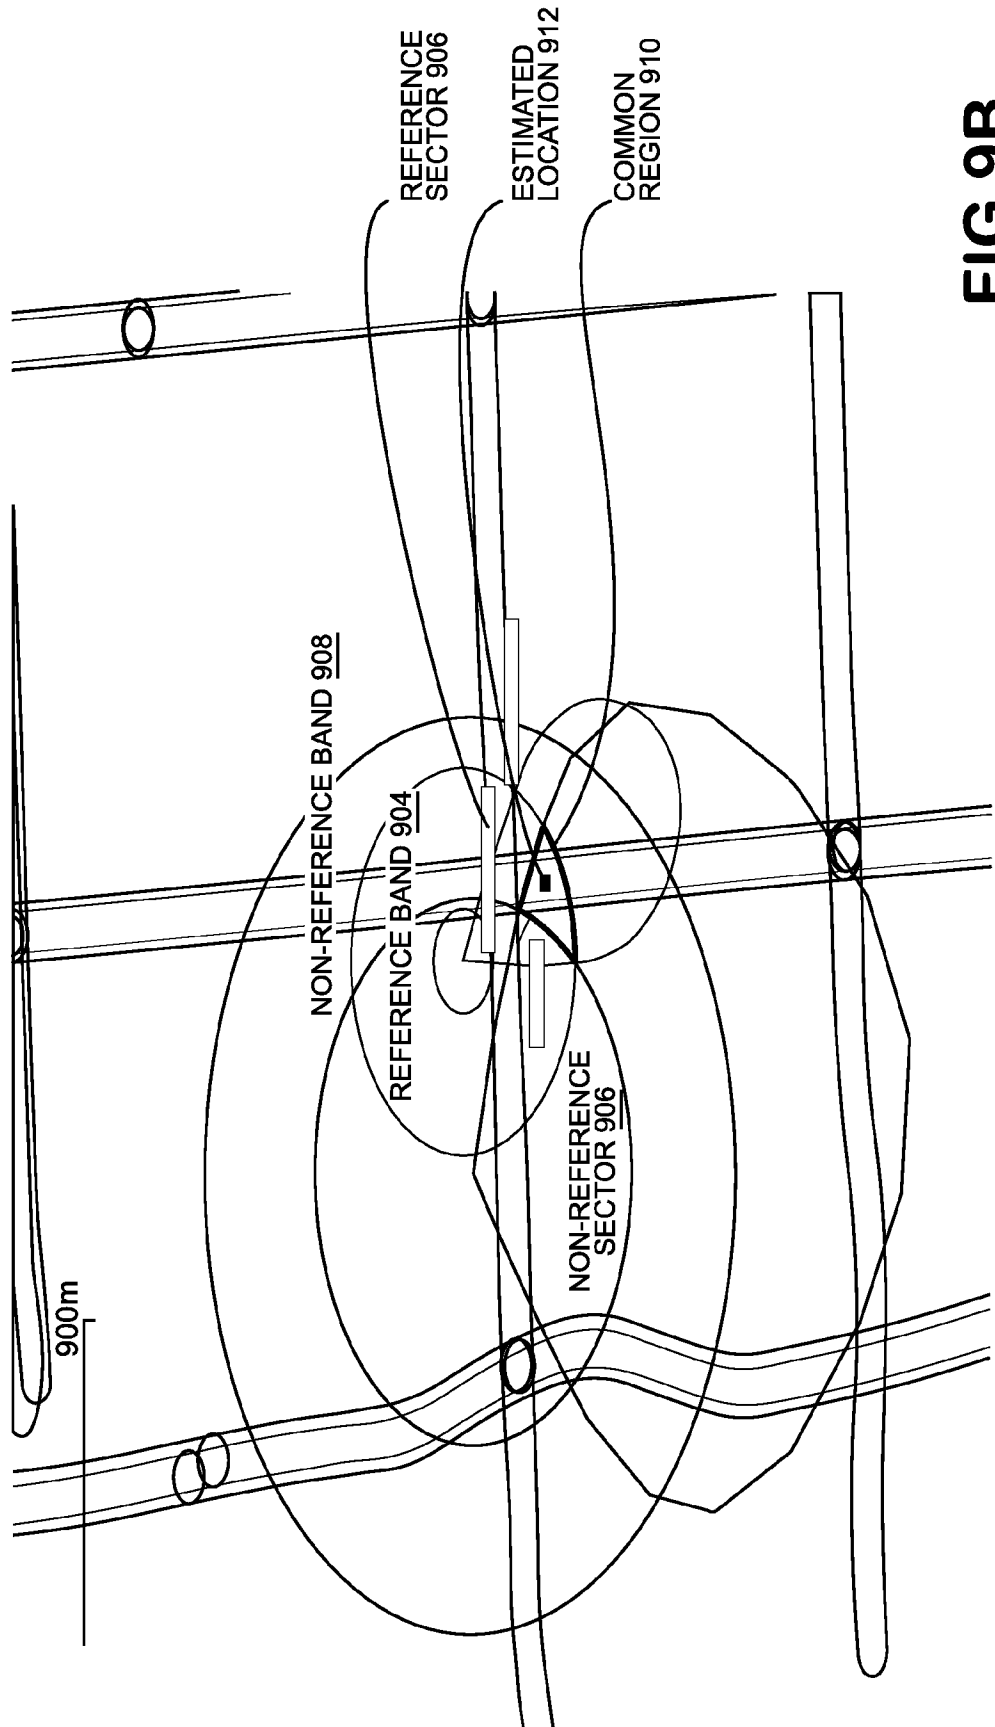 REFERENCE
SECTOR 906
ESTIMATED
LOCATION 912
COMMON
REGION 910
NON-REFERENCE BAND 908
REFERENCE BAND 904
NON-REFERENCE
SECTOR 906
900m
FIG 9B